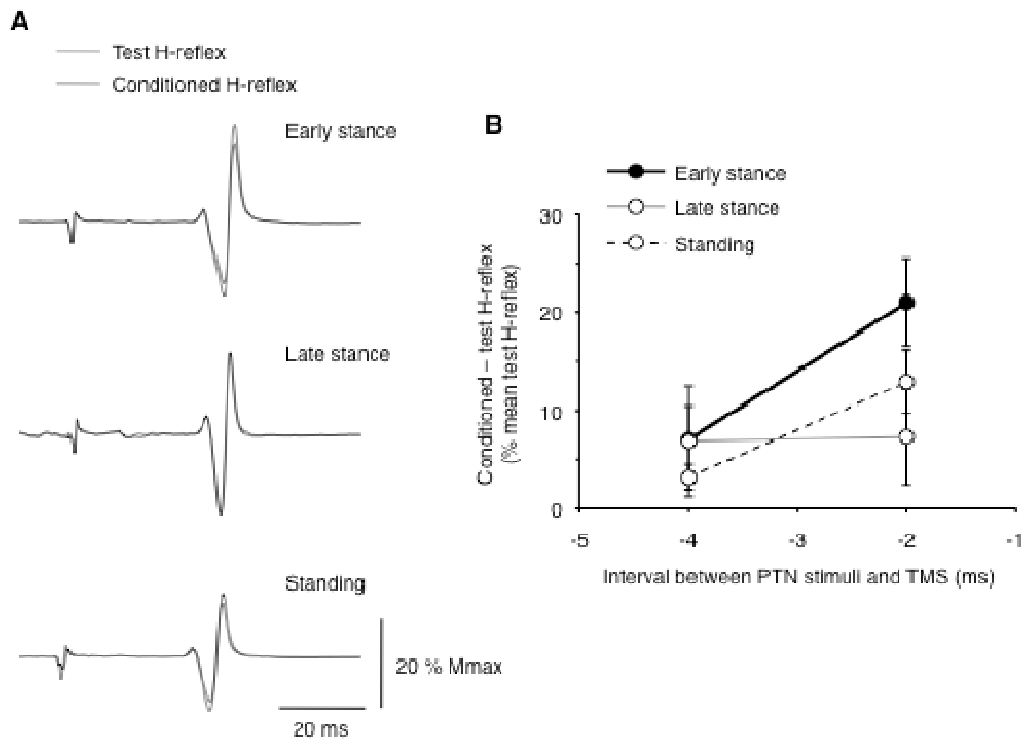 A
Test H-reflex
Conditioned H-reflex
Early stance
Late stance
Standing
20 % Mmax
20 ms
B
Early stance
Late stance
Standing
Conditioned – test H-reflex
(% mean test H-reflex)
30
20
10
0
-5 -4 -3 -2 -1
Interval between PTN stimuli and TMS (ms)